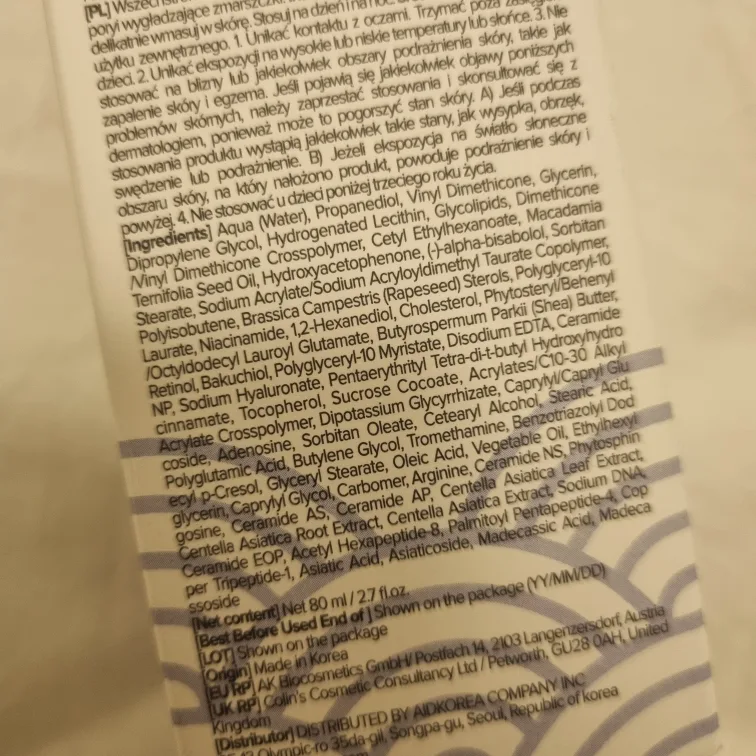 [PL]
pory i wygładzające zmarszczki.
delikatnie wmasuj w skórę. Stosuj na dzień i na noc.
użytku zewnętrznego. 1. Unikać kontaktu z oczami. Trzymać poza
dzieci. 2. Unikać ekspozycji na wysokie lub niskie temperatury lub słońce. 3. Nie
stosować na blizny lub jakiekolwiek obszary podrażnienia skóry, takie jak
zapalenie skóry i egzema. Jeśli pojawią się jakiekolwiek objawy poniższych
problemów skórnych, należy zaprzestać stosowania i skonsultować się z
dermatologiem, ponieważ może to pogorszyć stan skóry. A) Jeśli podczas
stosowania produktu wystąpią jakiekolwiek takie stany, jak wysypka, obrzęk,
swędzenie lub podrażnienie. B) Jeżeli ekspozycja na światło słoneczne
obszaru skóry, na który nałożono produkt, powoduje podrażnienie skóry i
powyżej. 4. Nie stosować u dzieci poniżej trzeciego roku życia.
[Ingredients] Aqua (Water), Propanediol, Vinyl Dimethicone, Glycerin,
Dipropylene Glycol, Hydrogenated Lecithin, Glycolipids, Dimethicone
/Vinyl Dimethicone Crosspolymer, Cetyl Ethylhexanoate, Macadamia
Ternifolia Seed Oil, Hydroxyacetophenone, (-)-alpha-bisabolol, Sorbitan
Stearate, Sodium Acrylate/Sodium Acryloyldimethyl Taurate Copolymer,
Polyisobutene, Brassica Campestris (Rapeseed) Sterols, Polyglyceryl-10
Laurate, Niacinamide, 1,2-Hexanediol, Cholesterol, Phytosteryl/Behenyl
/Octyldodecyl Lauroyl Glutamate, Butyrospermum Parkii (Shea) Butter,
Retinol, Bakuchiol, Polyglyceryl-10 Myristate, Disodium EDTA, Ceramide
NP, Sodium Hyaluronate, Pentaerythrityl Tetra-di-t-butyl Hydroxyhydro
cinnamate, Tocopherol, Sucrose Cocoate, Acrylates/C10-30 Alkyl
Acrylate Crosspolymer, Dipotassium Glycyrrhizate, Caprylyl/Capryl Glu
coside, Adenosine, Sorbitan Oleate, Cetearyl Alcohol, Stearic Acid,
Polyglutamic Acid, Butylene Glycol, Tromethamine, Benzotriazolyl Dod
ecyl p-Cresol, Glyceryl Stearate, Oleic Acid, Vegetable Oil, Ethylhexyl
glycerin, Caprylyl Glycol, Carbomer, Arginine, Ceramide NS, Phytosphin
gosine, Ceramide AS, Ceramide AP, Centella Asiatica Leaf Extract,
Centella Asiatica Root Extract, Centella Asiatica Extract, Sodium DNA,
Ceramide EOP, Acetyl Hexapeptide-8, Palmitoyl Pentapeptide-4, Cop
per Tripeptide-1, Asiatic Acid, Asiaticoside, Madecassic Acid, Madeca
ssoside
[Net content] Net 80 ml / 2.7 fl.oz.
[Best Before Used End of ] Shown on the package (YY/MM/DD)
[LOT] Shown on the package
[Origin] Made in Korea
[EU RP] AK Biocosmetics GmbH/ Postfach 14, 2103 Langenzersdorf, Austria
[UK RP] Colin's Cosmetic Consultancy Ltd / Petworth, GU28 0AH, United
Kingdom
[Distributor] DISTRIBUTED BY AIDKOREA COMPANY INC
Olympic-ro 35da-gil, Songpa-gu, Seoul, Republic of korea